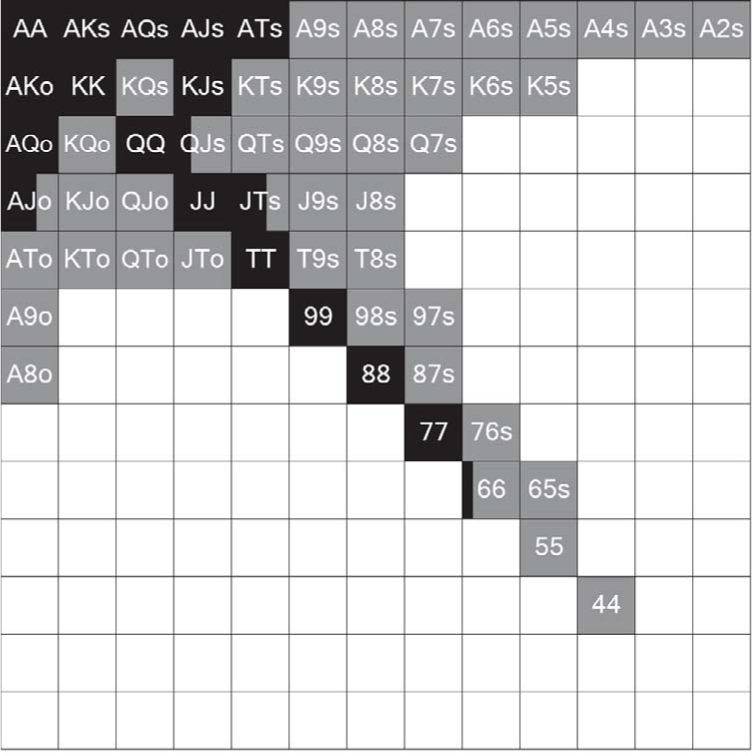 AA AKs AQs AJs ATs A9s A8s A7s A6s A5s A4s A3s A2s
AKo KK KQs KJs KTs K9s K8s K7s K6s K5s
AQo KQo QQ QJs QTs Q9s Q8s Q7s
AJo KJo QJo JJ JTs J9s J8s
ATo KTo QTo JTo TT T9s T8s
A9o 99 98s 97s
A8o 88 87s
77 76s
66 65s
55
44